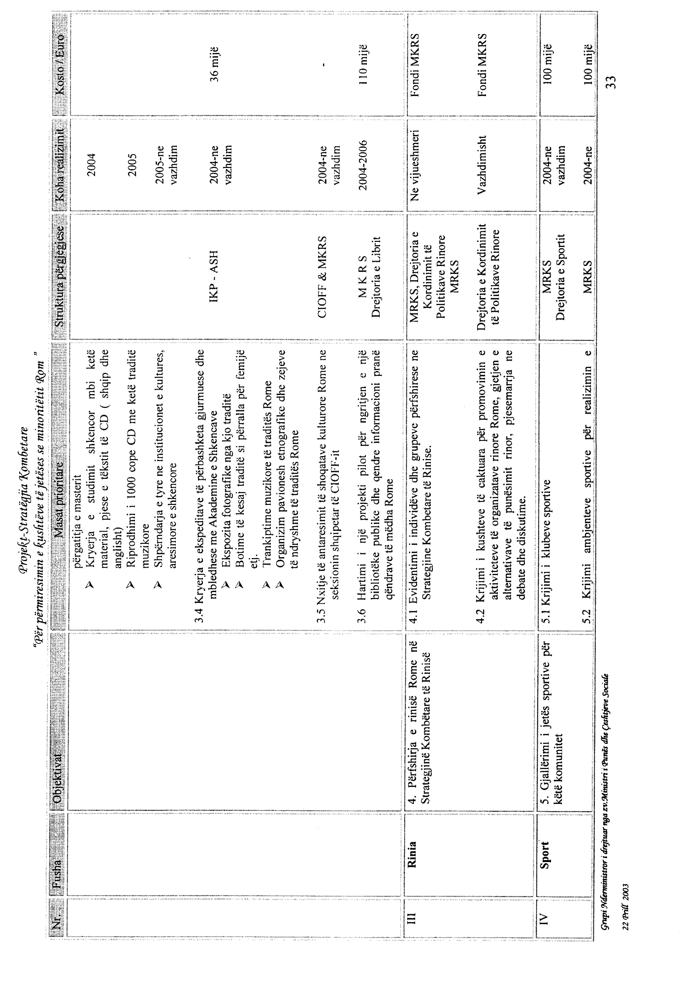 Projekt-Stratëgjia Kombetare
"Për përmiresimin e kushtëve të jetëses se minoritëtit Rom"
Nr. Fusha Objektivat Masat prioritare Struktura përgjegjese Koha realizimit Kosto / Euro
përgatitja e masterit
➢ Kryerja e studimit shkencor mbi ketë 2004
material, pjese e tëkstit të CD ( shqip dhe
anglisht)
➢ Riprodhimi i 1000 cope CD me ketë traditë 2005
muzikore
➢ Shpërndarja e tyre ne institucionet e kultures, 2005-ne
aresimore e shkencore vazhdim
3.4 Kryerja e ekspeditave të përbashketa gjurmuese dhe
mbledhese me Akademine e Shkencave IKP - ASH 2004-ne 36 mijë
➢ Ekspozita fotografike nga kjo traditë vazhdim
➢ Botime të kesaj traditë si përralla për femijë
etj.
➢ Trankiptime muzikore të traditës Rome
➢ Organizim pavionesh etnografike dhe zejeve
të ndryshme të traditës Rome
3.5 Nxitje të antaresimit të shoqatave kulturore Rome ne CIOFF & MKRS 2004-ne -
seksionin shqipetar të CIOFF-it vazhdim
3.6 Hartimi i një projekti pilot për ngritjen e një M K R S 2004-2006 110 mijë
bibliotëke publike dhe qendre informacioni pranë Drejtoria e Librit
qëndrave të mëdha Rome
III Rinia 4. Përfshirja e rinisë Rome në 4.1 Evidentimi i individëve dhe grupeve përfshirese ne MRKS, Drejtoria e Ne vijueshmeri Fondi MKRS
Strategjinë Kombëtare të Rinisë Strategjine Kombetare të Rinise. Kordinimit të
Politikave Rinore
MRKS
4.2 Krijimi i kushteve të caktuara për promovimin e Drejtoria e Kordinimit Vazhdimisht Fondi MKRS
aktiviteteve të organizatave rinore Rome, gjetjen e të Politikave Rinore
alternativave të punësimit rinor, pjesemarrja ne
debate dhe diskutime.
IV Sport 5. Gjallërimi i jetës sportive për 5.1 Krijimi i klubeve sportive MRKS 2004-ne 100 mijë
këtë komunitet Drejtoria e Sportit vazhdim
5.2 Krijimi ambjenteve sportive për realizimin e MRKS 2004-ne 100 mijë
Grupi Nderministror i drejtuar nga zv.Ministri i Punës dhe Çeshtjeve Sociale 33
22 Prill 2003